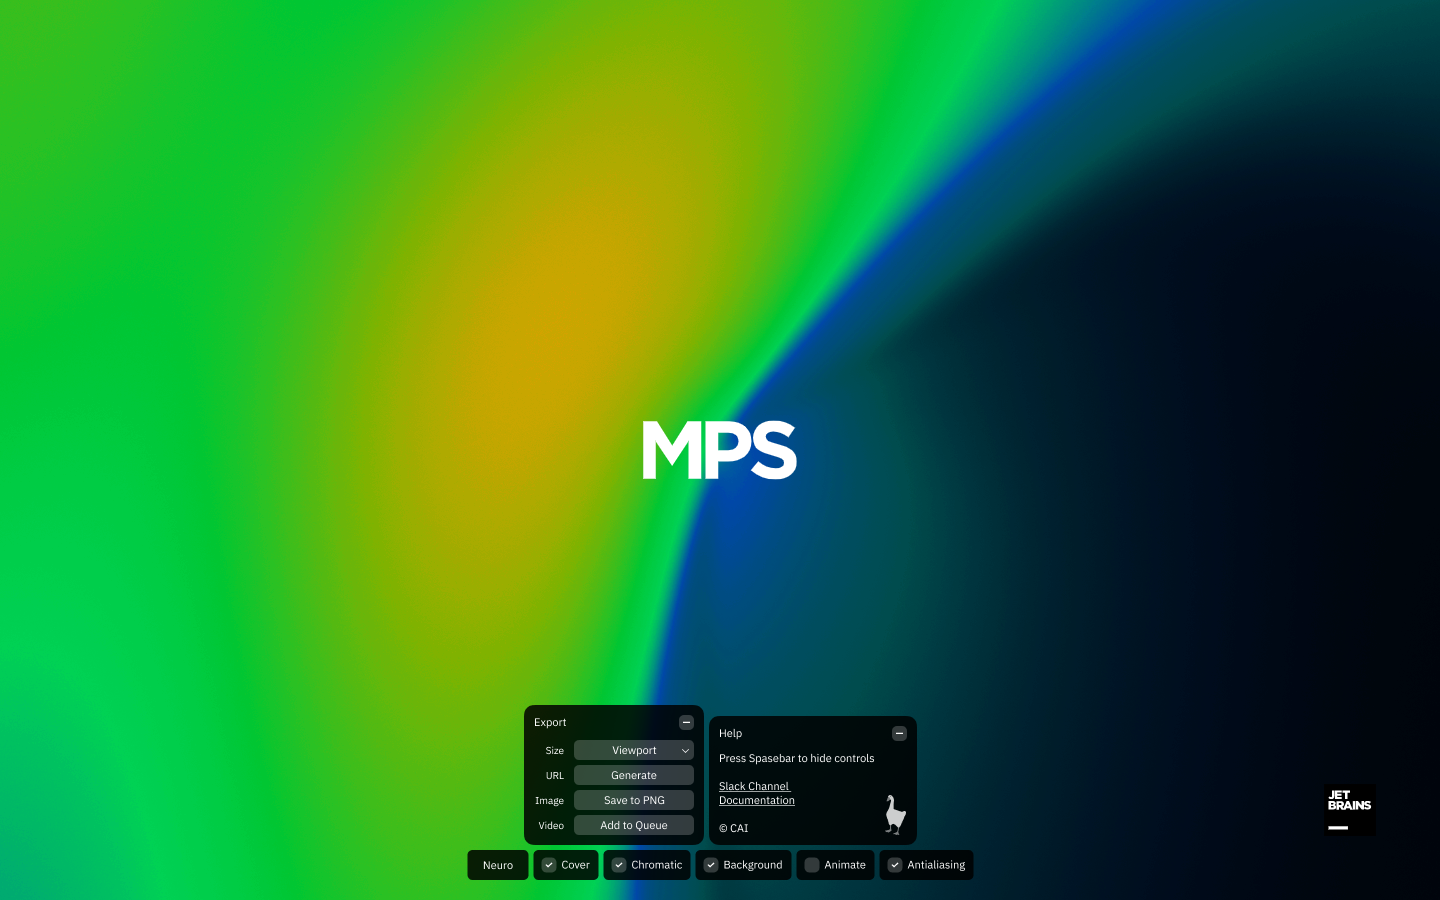 MPS
Export
Size Viewport
URL Generate
Image Save to PNG
Video Add to Queue
Help
Press Spasebar to hide controls
Slack Channel
Documentation
© CAI
Neuro Cover Chromatic Background Animate Antialiasing
JET
BRAINS